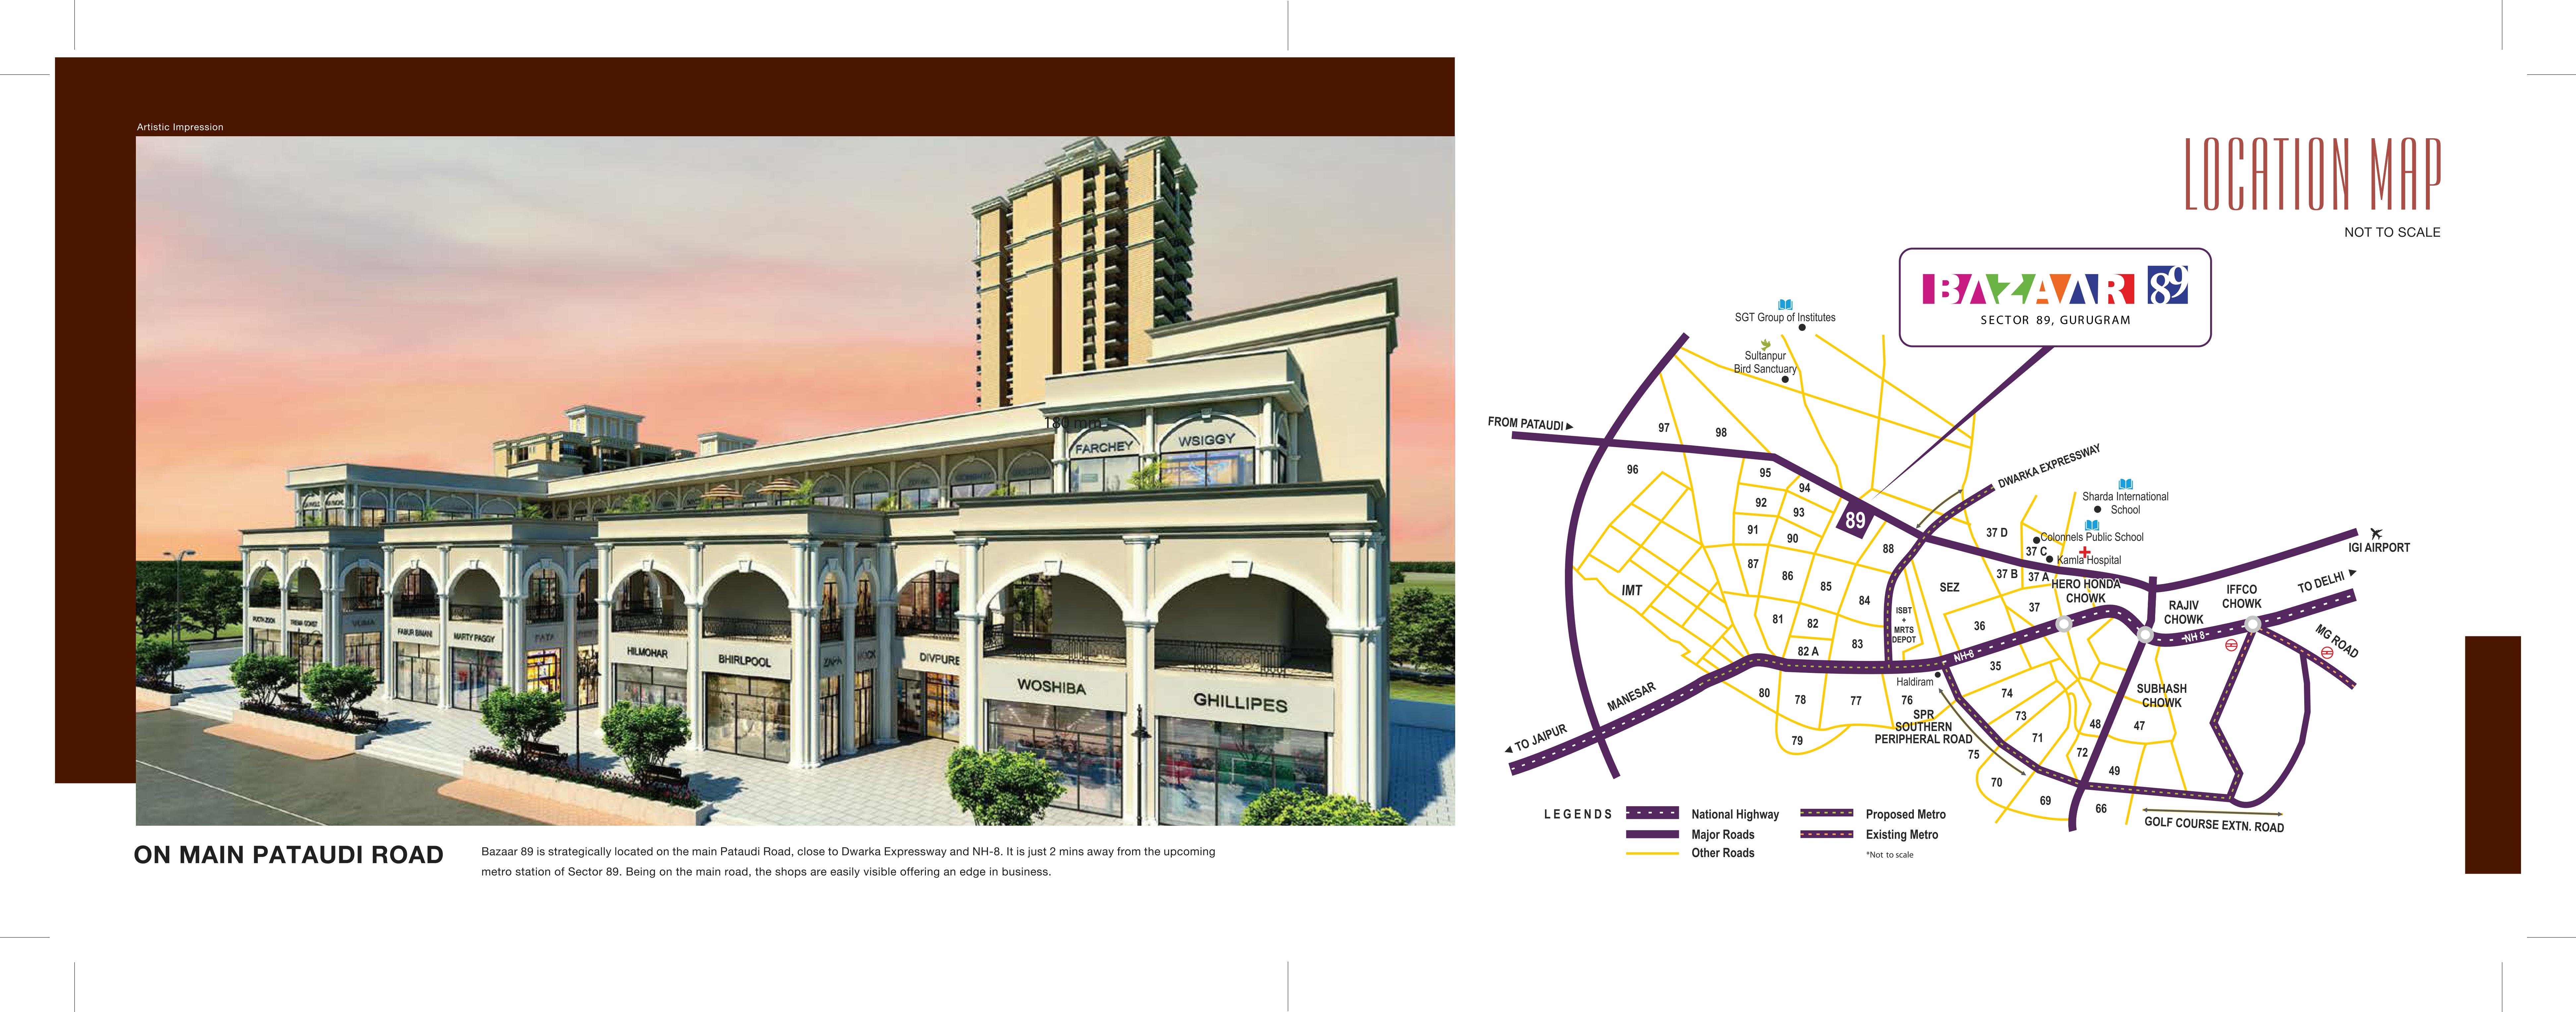 Artistic Impression
180 mm
FARCHEY
WSIGGY
FABUR BIMANI
MARTY PAGGY
HILMOHAR
BHIRLPOOL
DIVPURE
WOSHIBA
GHILLIPES
ON MAIN PATAUDI ROAD
Bazaar 89 is strategically located on the main Pataudi Road, close to Dwarka Expressway and NH-8. It is just 2 mins away from the upcoming
metro station of Sector 89. Being on the main road, the shops are easily visible offering an edge in business.
LOCATION MAP
NOT TO SCALE
BAZAAR 89
SECTOR 89, GURUGRAM
SGT Group of Institutes
Sultanpur
Bird Sanctuary
FROM PATAUDI
97
98
96
95
94
92
93
91
90
89
88
87
86
85
84
81
82
83
82 A
IMT
DWARKA EXPRESSWAY
Sharda International
School
37 D
Colonnels Public School
37 C
Kamla Hospital
37 B
37 A
HERO HONDA
CHOWK
SEZ
37
36
ISBT
+
MRTS
DEPOT
IGI AIRPORT
TO DELHI
IFFCO
CHOWK
RAJIV
CHOWK
NH 8
MG ROAD
NH-8
35
Haldiram
MANESAR
TO JAIPUR
80
78
77
76
79
SPR
SOUTHERN
PERIPHERAL ROAD
74
73
71
75
70
69
72
48
47
49
66
SUBHASH
CHOWK
GOLF COURSE EXTN. ROAD
LEGENDS
National Highway
Major Roads
Other Roads
Proposed Metro
Existing Metro
*Not to scale